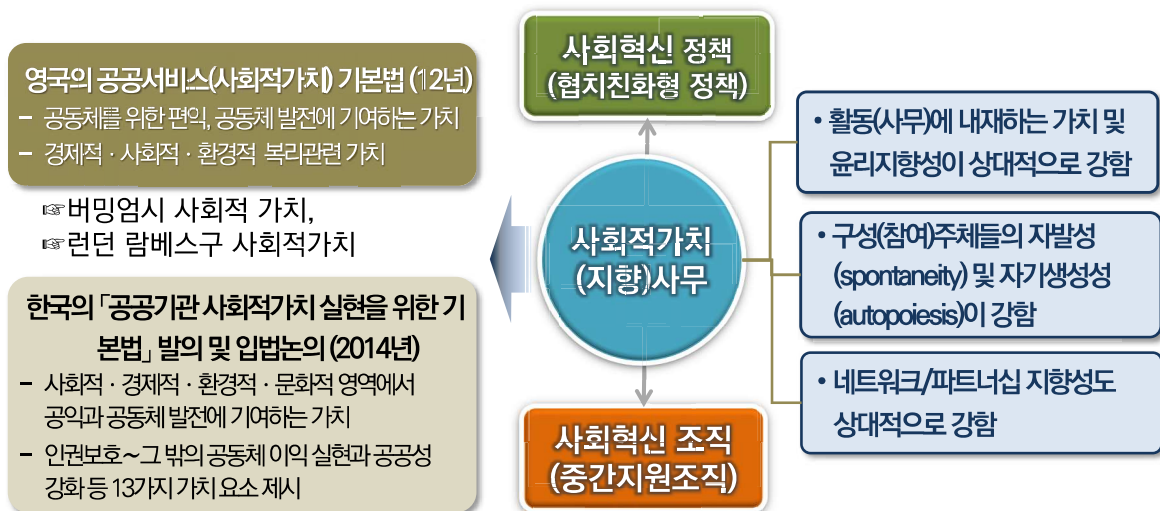 영국의 공공서비스(사회적가치) 기본법 (12년)
– 공동체를 위한 편익, 공동체 발전에 기여하는 가치
– 경제적 · 사회적 · 환경적 복리관련 가치
☞버밍엄시 사회적 가치,
☞런던 람베스구 사회적가치
한국의 「공공기관 사회적가치 실현을 위한 기
본법」 발의 및 입법논의 (2014년)
– 사회적 · 경제적 · 환경적 · 문화적 영역에서
공익과 공동체 발전에 기여하는 가치
– 인권보호~그 밖의 공동체 이익 실현과 공공성
강화 등 13가지 가치 요소 제시
사회혁신 정책
(협치친화형 정책)
사회적가치
(지향)사무
사회혁신 조직
(중간지원조직)
• 활동(사무)에 내재하는 가치 및
윤리지향성이 상대적으로 강함
• 구성(참여)주체들의 자발성
(spontaneity) 및 자기생성성
(autopoiesis)이 강함
• 네트워크/파트너십 지향성도
상대적으로 강함